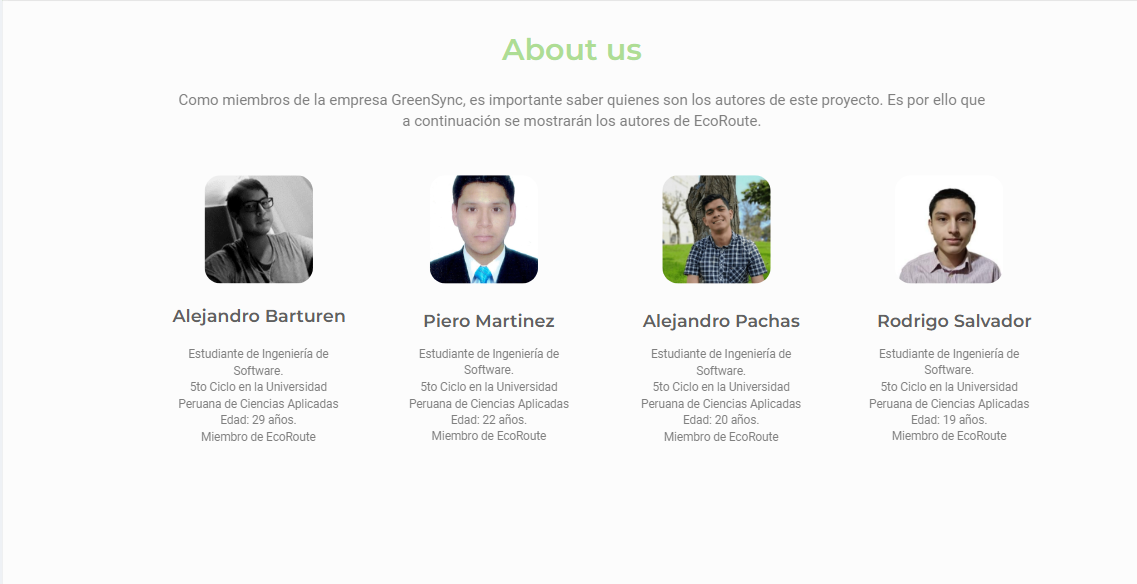 About us
Como miembros de la empresa GreenSync, es importante saber quienes son los autores de este proyecto. Es por ello que
a continuación se mostrarán los autores de EcoRoute.
Alejandro Barturen
Estudiante de Ingeniería de
Software.
5to Ciclo en la Universidad
Peruana de Ciencias Aplicadas
Edad: 29 años.
Miembro de EcoRoute
Piero Martinez
Estudiante de Ingeniería de
Software.
5to Ciclo en la Universidad
Peruana de Ciencias Aplicadas
Edad: 22 años.
Miembro de EcoRoute
Alejandro Pachas
Estudiante de Ingeniería de
Software.
5to Ciclo en la Universidad
Peruana de Ciencias Aplicadas
Edad: 20 años.
Miembro de EcoRoute
Rodrigo Salvador
Estudiante de Ingeniería de
Software.
5to Ciclo en la Universidad
Peruana de Ciencias Aplicadas
Edad: 19 años.
Miembro de EcoRoute